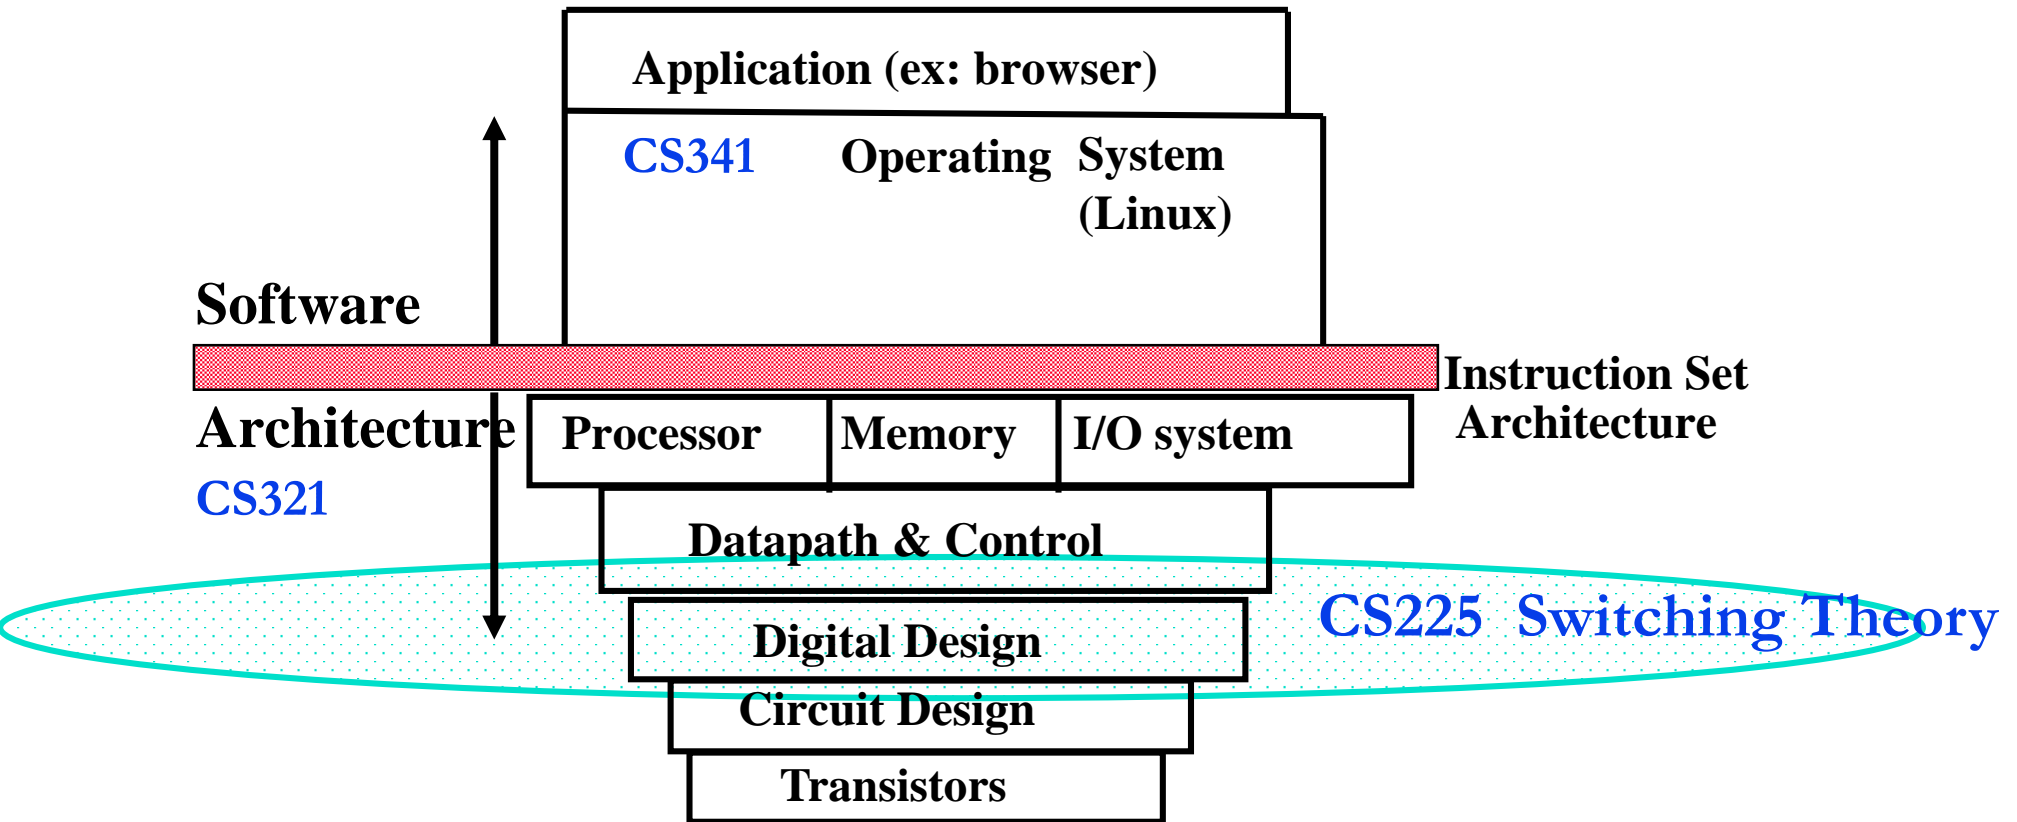 Application (ex: browser)
CS341 Operating System
(Linux)
Software
Instruction Set
Architecture
Architecture
Processor Memory I/O system
CS321
Datapath & Control
CS225 Switching Theory
Digital Design
Circuit Design
Transistors